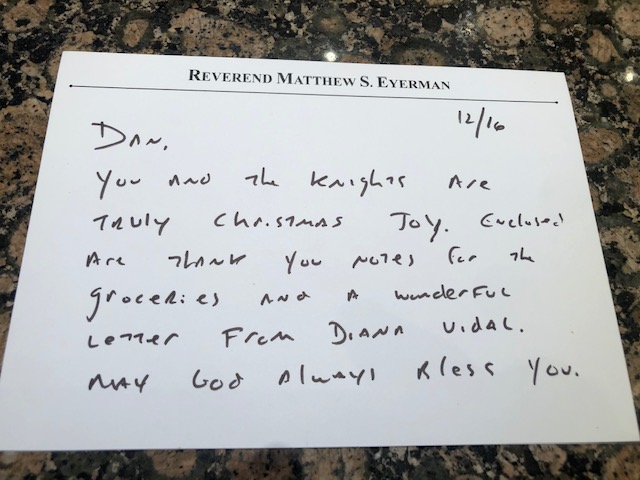 REVEREND MATTHEW S. EYERMAN
12/16
DAN,
You AND The Knights Are
TRULY ChRISTMAS JOY. Enclosed
Are THANK You NOTES for The
groceries AND A wonderFUL
LETTER From DIANA VIDAL.
MAY GOD Always Bless You.